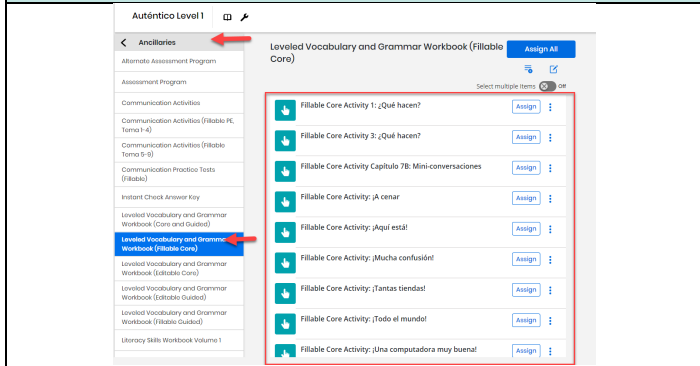 Auténtico Level 1
Ancillaries
Alternate Assessment Program
Assessment Program
Communication Activities
Communication Activities (Fillable PE,
Tema 1-4)
Communication Activities (Fillable
Tema 5-9)
Communication Practice Tests
(Fillable)
Instant Check Answer Key
Leveled Vocabulary and Grammar
Workbook (Core and Guided)
Leveled Vocabulary and Gramma
Workbook (Fillable Core)
Leveled Vocabulary and Grammar
Workbook (Editable Core)
Leveled Vocabulary and Grammar
Workbook (Editable Guided)
Leveled Vocabulary and Grammar
Workbook (Fillable Guided)
Literacy Skills Workbook Volume 1
Leveled Vocabulary and Grammar Workbook (Fillable
Core)
Assign All
Select multiple items Off
Fillable Core Activity 1: ¿Qué hacen? Assign
Fillable Core Activity 3: ¿Qué hacen? Assign
Fillable Core Activity Capítulo 7B: Mini-conversaciones Assign
Fillable Core Activity: ¡A cenar Assign
Fillable Core Activity: ¡Aquí está! Assign
Fillable Core Activity: ¡Mucha confusión! Assign
Fillable Core Activity: ¡Tantas tiendas! Assign
Fillable Core Activity: ¡Todo el mundo! Assign
Fillable Core Activity: ¡Una computadora muy buena! Assign